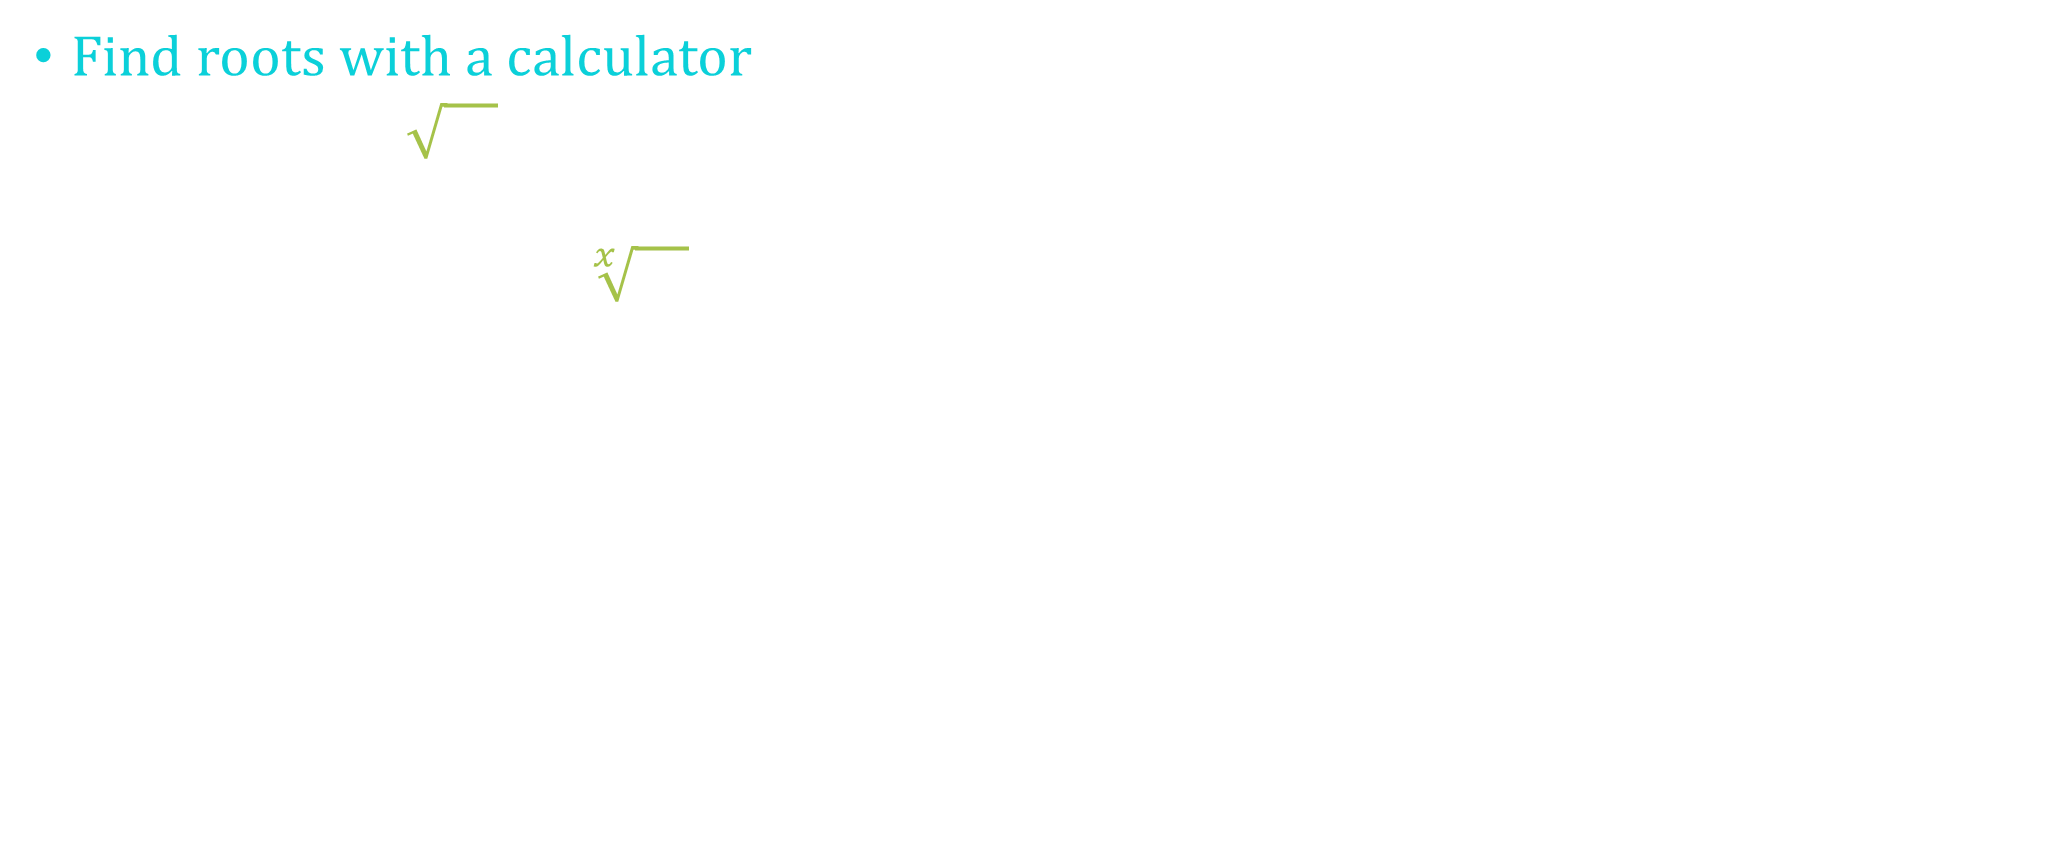 • Find roots with a calculator
√
ˣ√